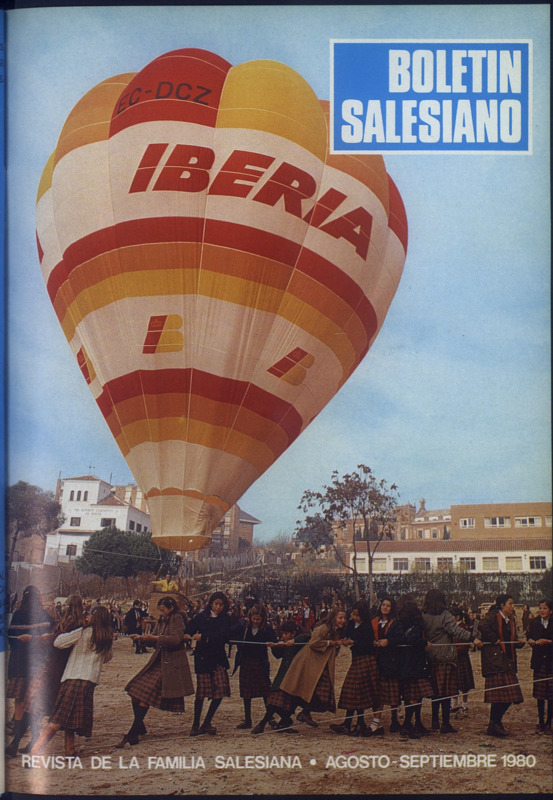 BOLETIN
SALESIANO
EC-DCZ
IBERIA
REVISTA DE LA FAMILIA SALESIANA • AGOSTO-SEPTIEMBRE 1980